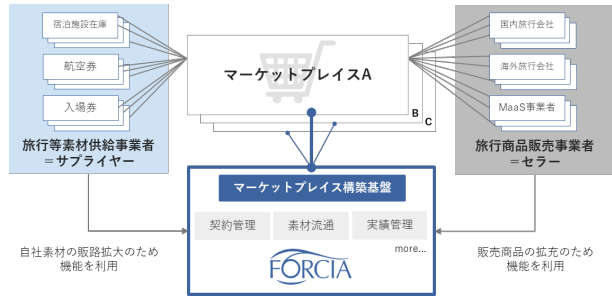 宿泊施設在庫
航空券
入場券
旅行等素材供給事業者
＝サプライヤー
マーケットプレイスA
B
C
国内旅行会社
海外旅行会社
MaaS事業者
旅行商品販売事業者
＝セラー
マーケットプレイス構築基盤
契約管理
素材流通
実績管理
more...
FORCIA
自社素材の販路拡大のため
機能を利用
販売商品の拡充のため
機能を利用